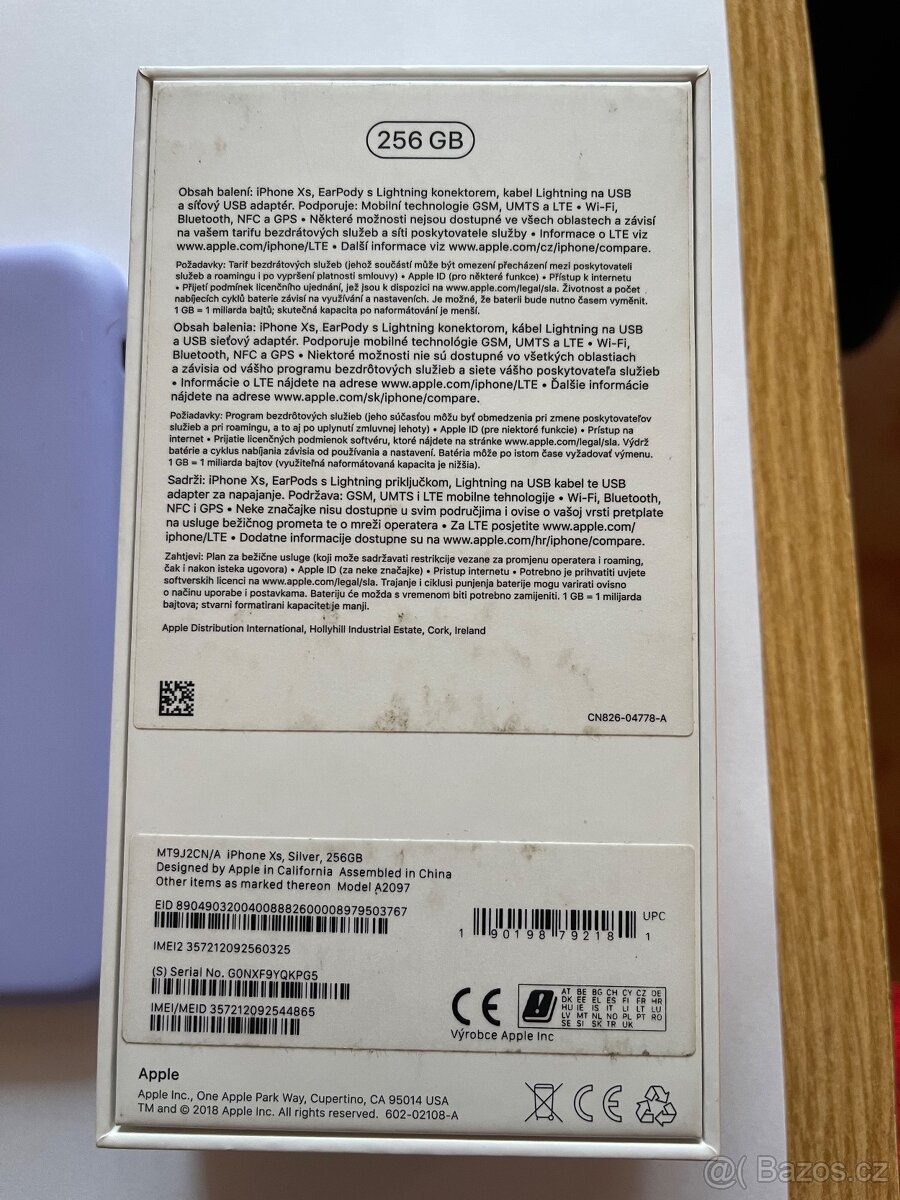 256 GB
Obsah balení: iPhone Xs, EarPody s Lightning konektorem, kabel Lightning na USB
a síťový USB adaptér. Podporuje: Mobilní technologie GSM, UMTS a LTE • Wi-Fi,
Bluetooth, NFC a GPS • Některé možnosti nejsou dostupné ve všech oblastech a závisí
na vašem tarifu bezdrátových služeb a síti poskytovatele služby • Informace o LTE viz
www.apple.com/iphone/LTE • Další informace viz www.apple.com/cz/iphone/compare.
Požadavky: Tarif bezdrátových služeb (jehož součástí může být omezení přecházení mezi poskytovateli
služeb a roamingu i po vypršení platnosti smlouvy) • Apple ID (pro některé funkce) • Přístup k internetu
• Přijetí podmínek licenčního ujednání, jež jsou k dispozici na www.apple.com/legal/sla. Životnost a počet
nabíjecích cyklů baterie závisí na využívání a nastaveních. Je možné, že baterii bude nutno časem vyměnit.
1 GB = 1 miliarda bajtů; skutečná kapacita po naformátování je menší.
Obsah balenia: iPhone Xs, EarPody s Lightning konektorom, kábel Lightning na USB
a USB sieťový adaptér. Podporuje mobilné technológie GSM, UMTS a LTE • Wi-Fi,
Bluetooth, NFC a GPS • Niektoré možnosti nie sú dostupné vo všetkých oblastiach
a závisia od vášho programu bezdrôtových služieb a siete vášho poskytovateľa služieb
• Informácie o LTE nájdete na adrese www.apple.com/iphone/LTE • Ďalšie informácie
nájdete na adrese www.apple.com/sk/iphone/compare.
Požiadavky: Program bezdrôtových služieb (jeho súčasťou môžu byť obmedzenia pri zmene poskytovateľov
služieb a pri roamingu, a to aj po uplynutí zmluvnej lehoty) • Apple ID (pre niektoré funkcie) • Prístup na
internet • Prijatie licenčných podmienok softvéru, ktoré nájdete na stránke www.apple.com/legal/sla. Výdrž
batérie a cyklus nabíjania závisia od používania a nastavení. Batéria môže po istom čase vyžadovať výmenu.
1 GB = 1 miliarda bajtov (využiteľná naformátovaná kapacita je nižšia).
Sadrži: iPhone Xs, EarPods s Lightning priključkom, Lightning na USB kabel te USB
adapter za napajanje. Podržava: GSM, UMTS i LTE mobilne tehnologije • Wi-Fi, Bluetooth,
NFC i GPS • Neke značajke nisu dostupne u svim područjima i ovise o vašoj vrsti pretplate
na usluge bežičnog prometa te o mreži operatera • Za LTE posjetite www.apple.com/
iphone/LTE • Dodatne informacije dostupne su na www.apple.com/hr/iphone/compare.
Zahtjevi: Plan za bežične usluge (koji može sadržavati restrikcije vezane za promjenu operatera i roaming,
čak i nakon isteka ugovora) • Apple ID (za neke značajke) • Pristup internetu • Potrebno je prihvatiti uvjete
softverskih licenci na www.apple.com/legal/sla. Trajanje i ciklusi punjenja baterije mogu varirati ovisno
o načinu uporabe i postavkama. Bateriju će možda s vremenom biti potrebno zamijeniti. 1 GB = 1 milijarda
bajtova; stvarni formatirani kapacitet je manji.
Apple Distribution International, Hollyhill Industrial Estate, Cork, Ireland
CN826-04778-A
MT9J2CN/A iPhone Xs, Silver, 256GB
Designed by Apple in California Assembled in China
Other items as marked thereon Model A2097
EID 89049032004008882600008979503767
UPC
1 90198 79218 1
IMEI2 357212092560325
(S) Serial No. G0NXF9YQKPG5
IMEI/MEID 357212092544865
CE
AT BE BG CH CY CZ DE
DK EE EL ES FI FR HR
HU IE IS IT LI LT LU
LV MT NL NO PL PT RO
SE SI SK TR UK
Výrobce Apple Inc
Apple
Apple Inc., One Apple Park Way, Cupertino, CA 95014 USA
TM and © 2018 Apple Inc. All rights reserved. 602-02108-A
CE
@( Bazos.cz